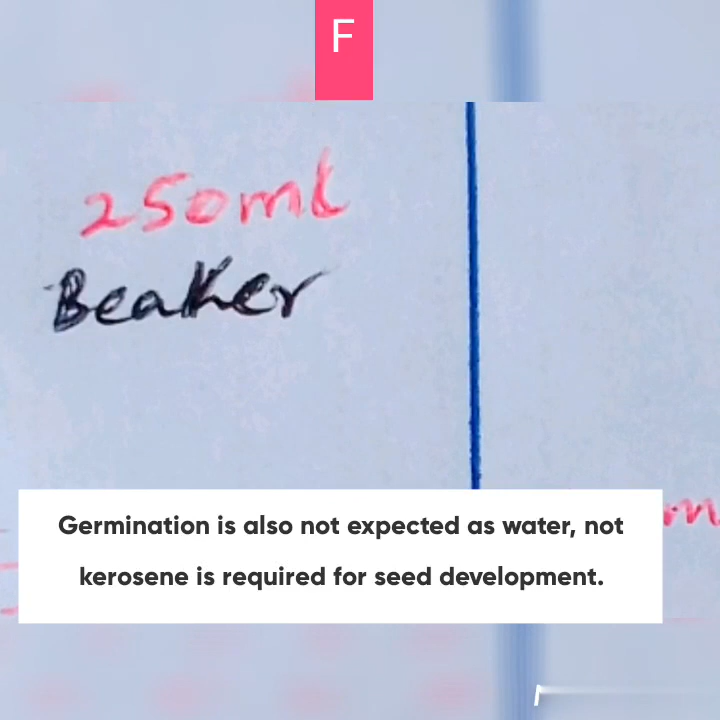 F
250ml
Beaker
Germination is also not expected as water, not
kerosene is required for seed development.